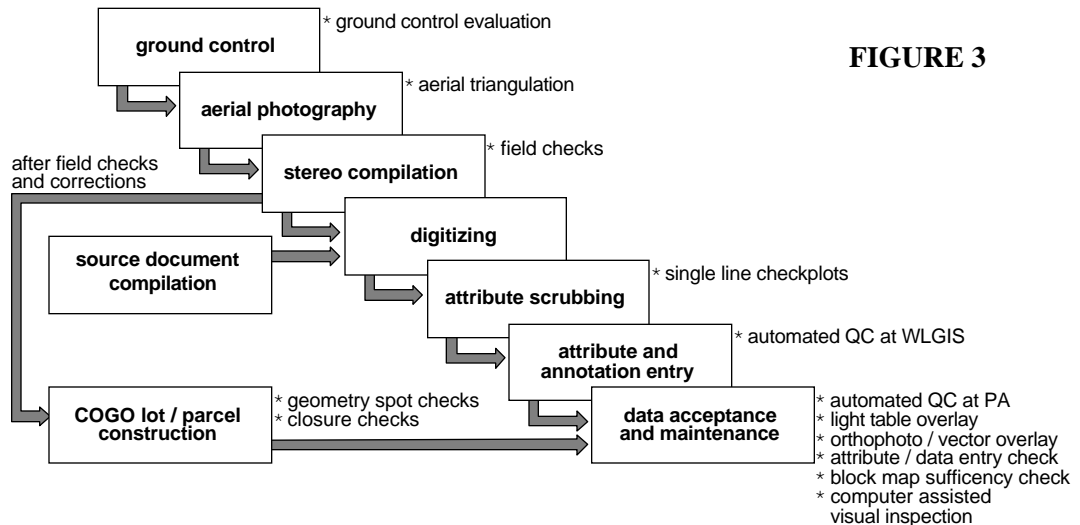 * ground control evaluation
ground control
FIGURE 3
* aerial triangulation
aerial photography
* field checks
after field checks
and corrections
stereo compilation
digitizing
source document
compilation
* single line checkplots
attribute scrubbing
* automated QC at WLGIS
attribute and
annotation entry
COGO lot / parcel
construction
* geometry spot checks
* closure checks
data acceptance
and maintenance
* automated QC at PA
* light table overlay
* orthophoto / vector overlay
* attribute / data entry check
* block map sufficency check
* computer assisted
visual inspection